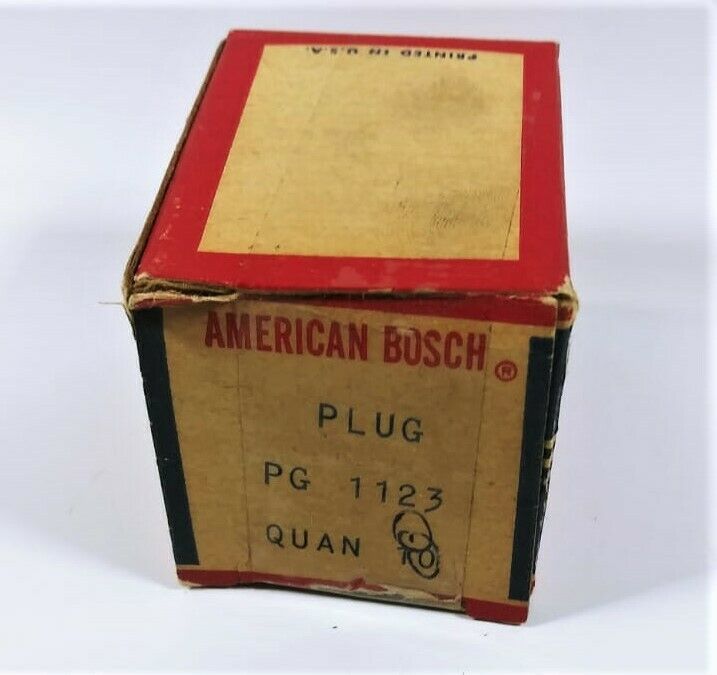 PRINTED IN U.S.A.
AMERICAN BOSCH ®
PLUG
PG 1123
QUAN 10